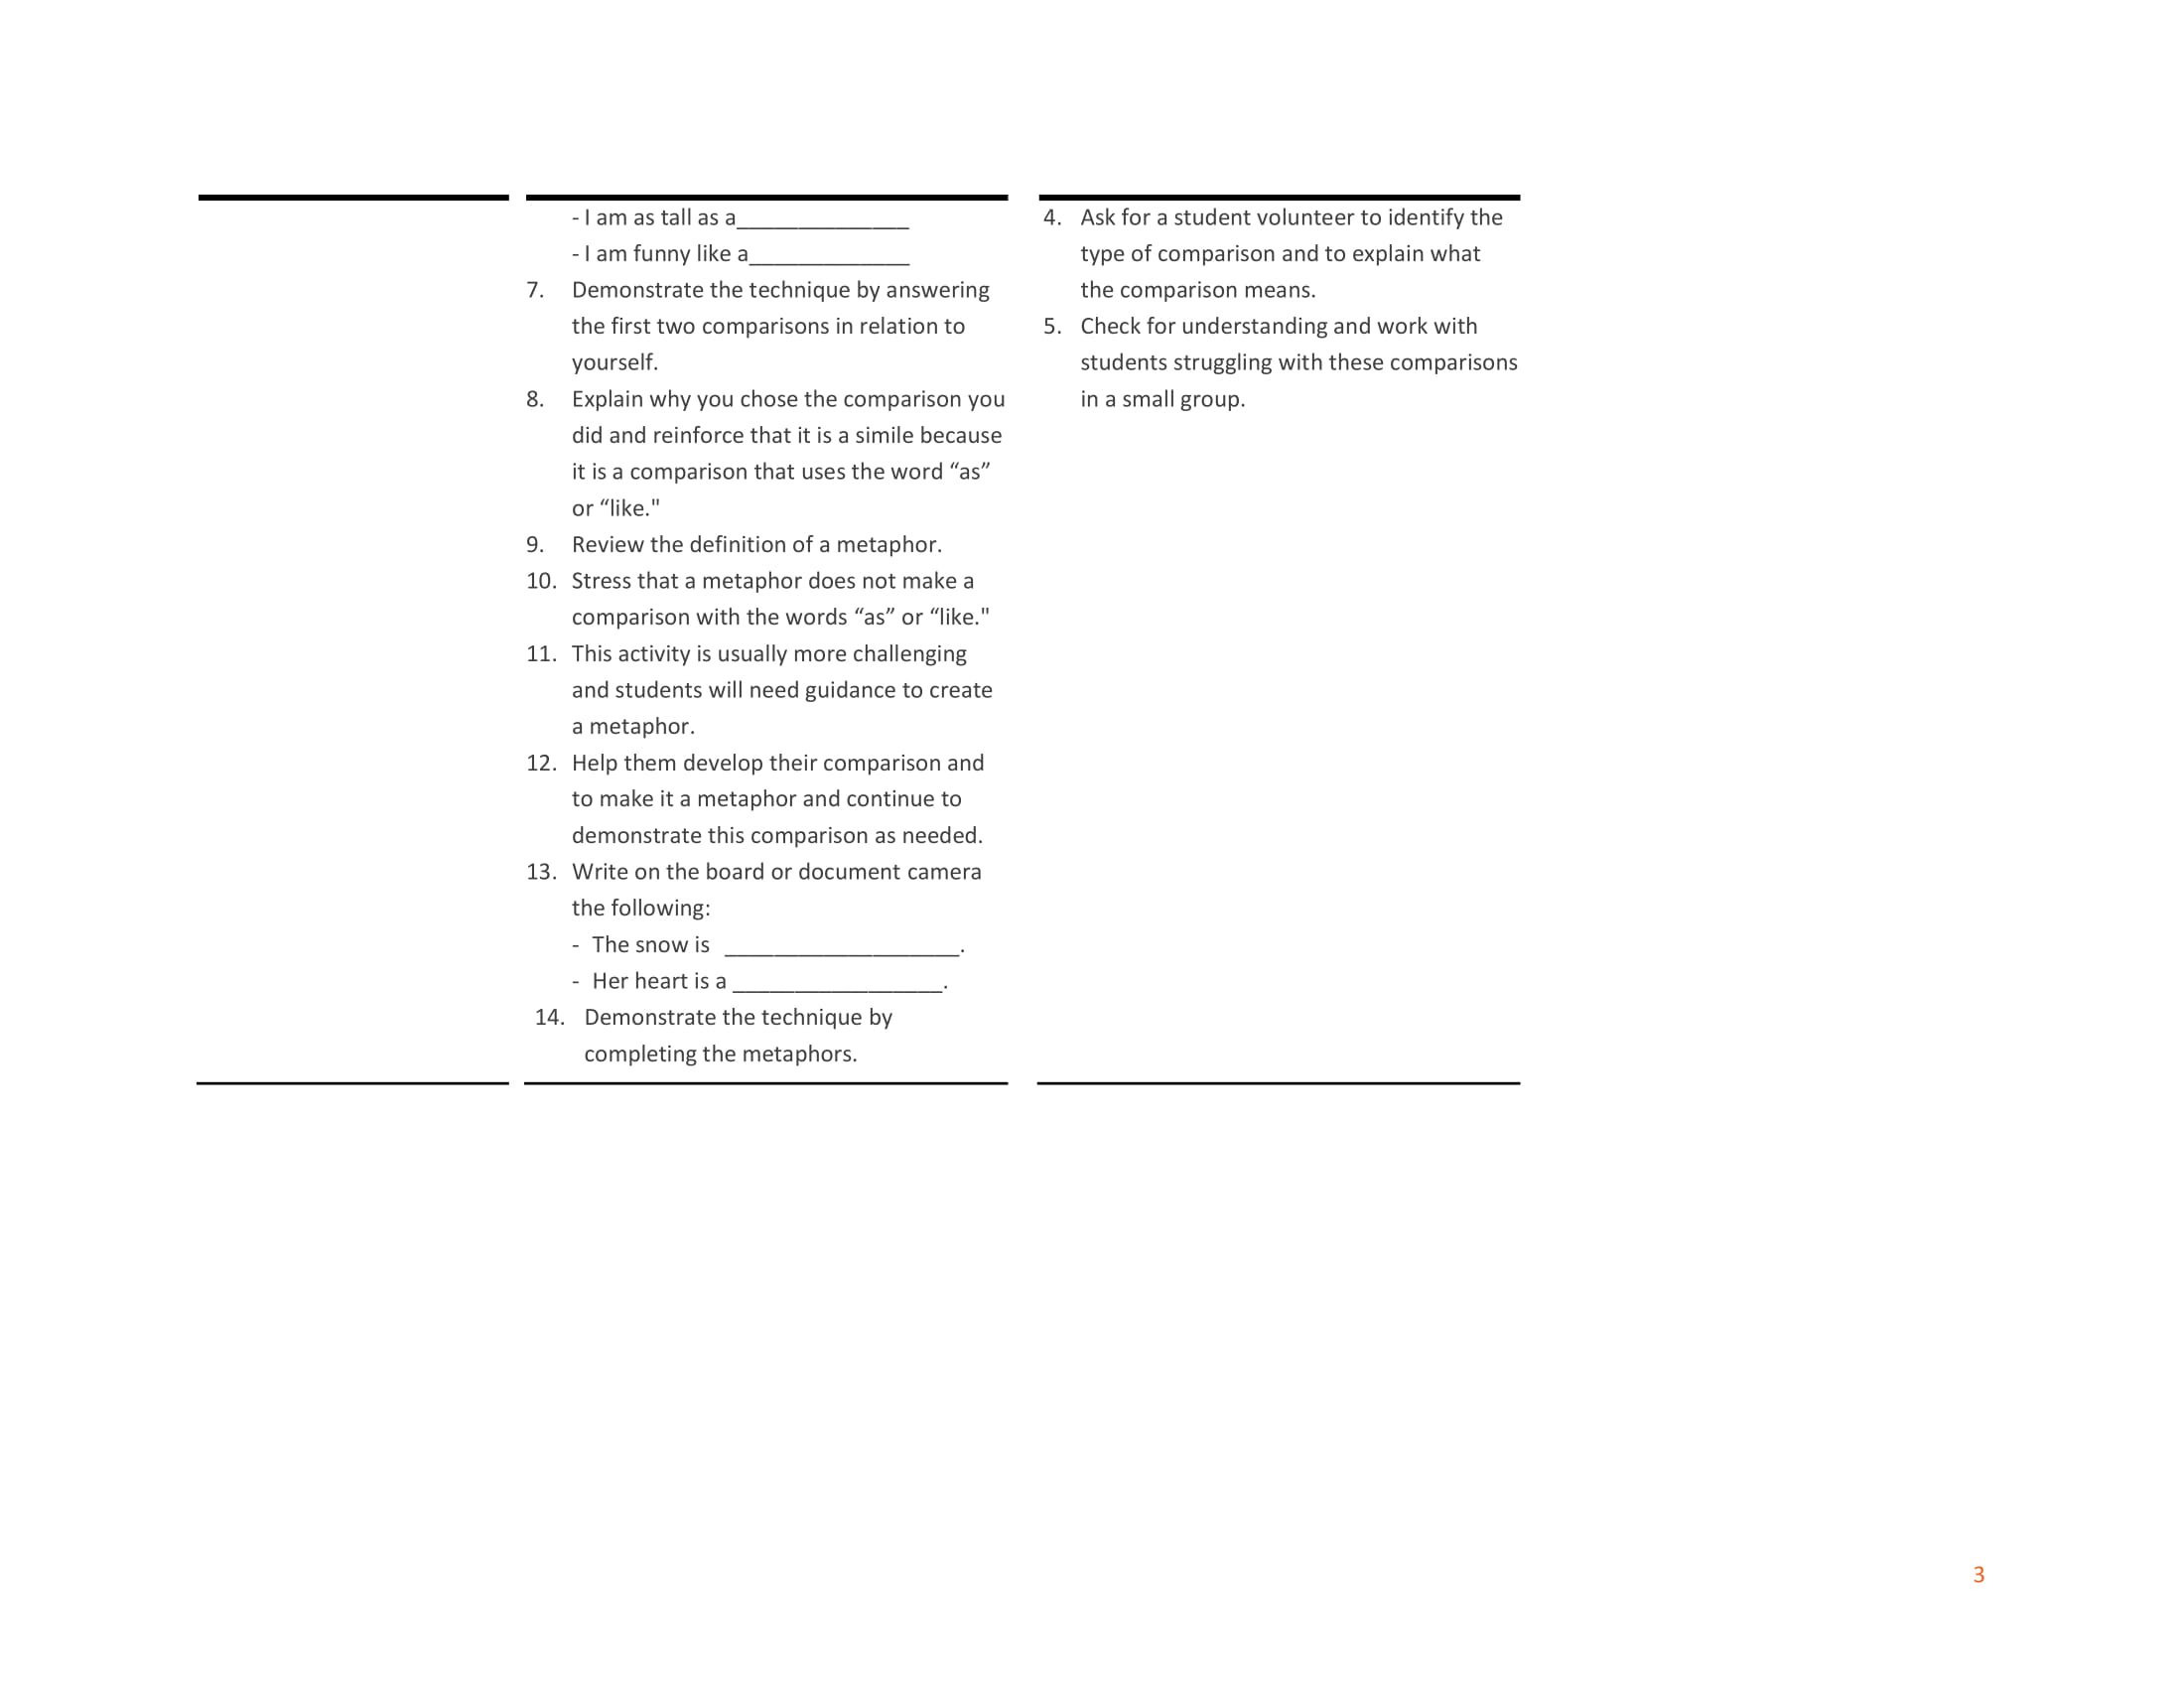 - I am as tall as a______________
- I am funny like a_____________
7. Demonstrate the technique by answering
the first two comparisons in relation to
yourself.
8. Explain why you chose the comparison you
did and reinforce that it is a simile because
it is a comparison that uses the word “as”
or “like."
9. Review the definition of a metaphor.
10. Stress that a metaphor does not make a
comparison with the words “as” or “like."
11. This activity is usually more challenging
and students will need guidance to create
a metaphor.
12. Help them develop their comparison and
to make it a metaphor and continue to
demonstrate this comparison as needed.
13. Write on the board or document camera
the following:
- The snow is ___________________.
- Her heart is a _________________.
14. Demonstrate the technique by
completing the metaphors.
4. Ask for a student volunteer to identify the
type of comparison and to explain what
the comparison means.
5. Check for understanding and work with
students struggling with these comparisons
in a small group.
3